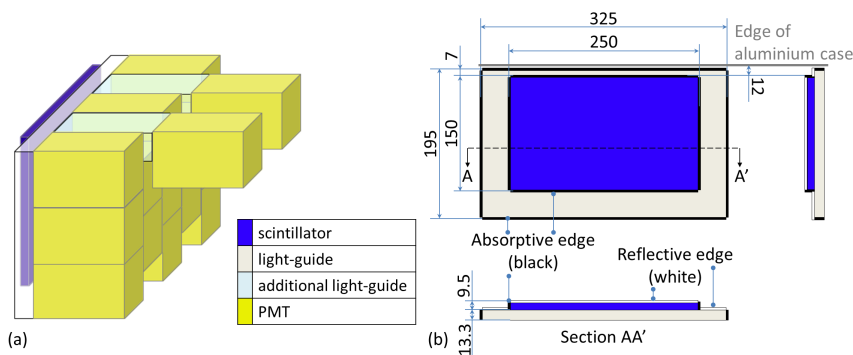 scintillator
light-guide
additional light-guide
PMT
(a)
325
250
Edge of
aluminium case
7
12
195
150
A
A'
Absorptive edge
(black)
Reflective edge
(white)
9.5
13.3
Section AA'
(b)